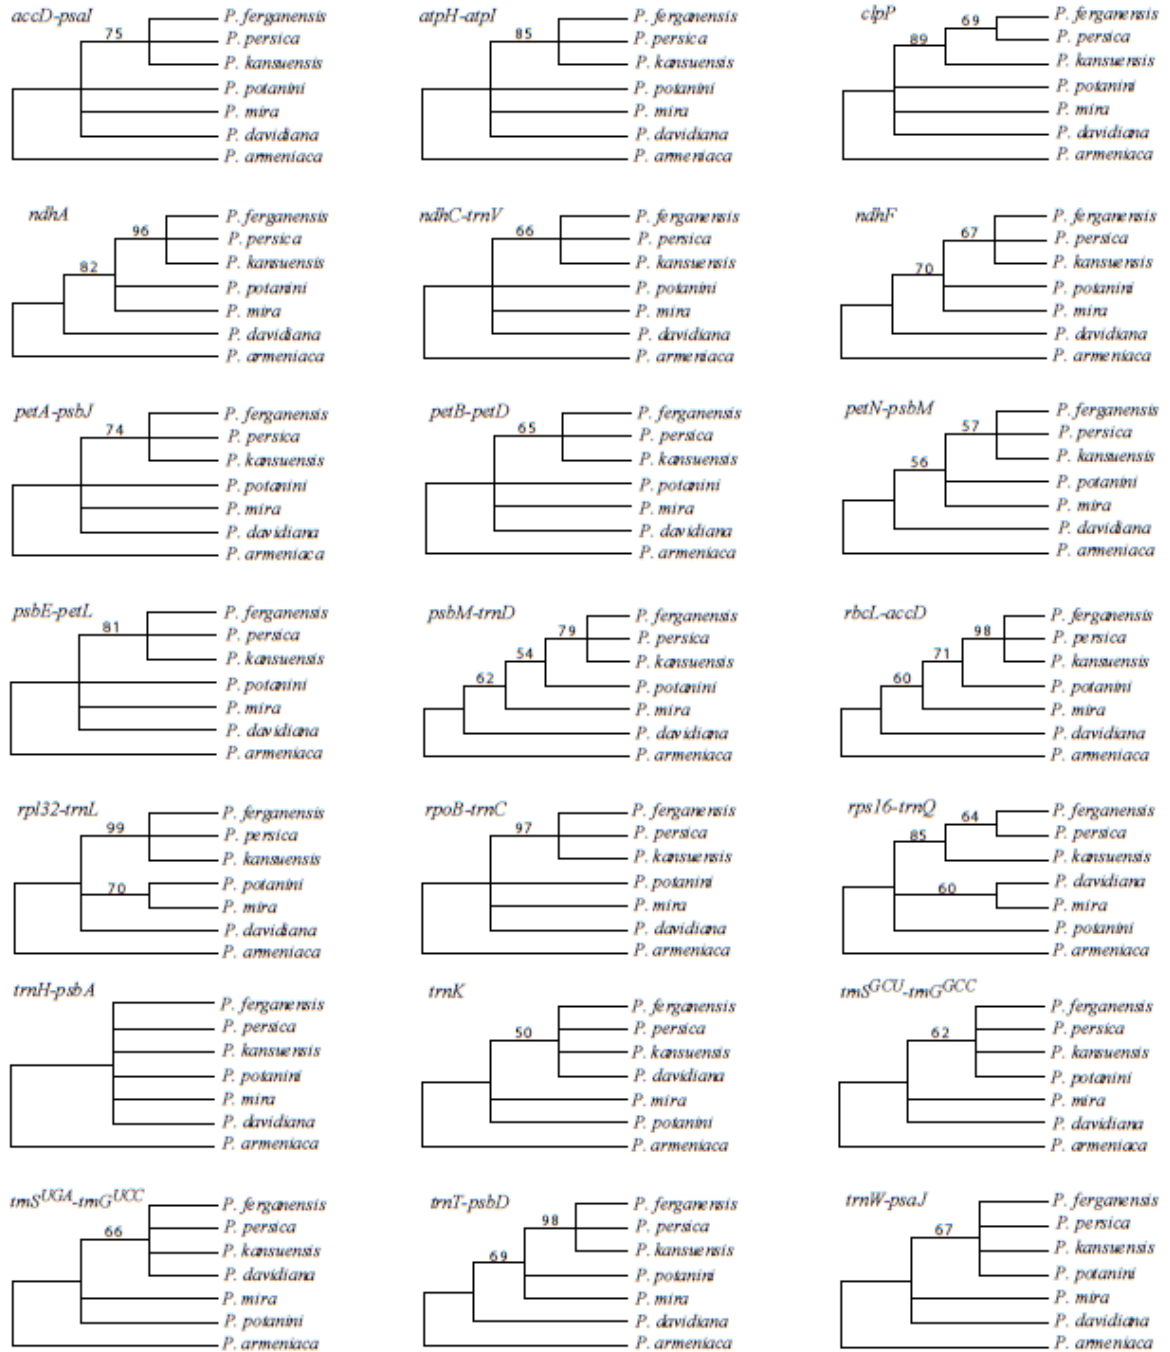 accD-psaI
75
P. ferganensis
P. persica
P. kansuensis
P. potanini
P. mira
P. davidiana
P. armeniaca
atpH-atpI
85
P. ferganensis
P. persica
P. kansuensis
P. potanini
P. mira
P. davidiana
P. armeniaca
clpP
69
89
P. ferganensis
P. persica
P. kansuensis
P. potanini
P. mira
P. davidiana
P. armeniaca
ndhA
96
82
P. ferganensis
P. persica
P. kansuensis
P. potanini
P. mira
P. davidiana
P. armeniaca
ndhC-trnV
66
P. ferganensis
P. persica
P. kansuensis
P. potanini
P. mira
P. davidiana
P. armeniaca
ndhF
67
70
P. ferganensis
P. persica
P. kansuensis
P. potanini
P. mira
P. davidiana
P. armeniaca
petA-psbJ
74
P. ferganensis
P. persica
P. kansuensis
P. potanini
P. mira
P. davidiana
P. armeniaca
petB-petD
65
P. ferganensis
P. persica
P. kansuensis
P. potanini
P. mira
P. davidiana
P. armeniaca
petN-psbM
57
56
P. ferganensis
P. persica
P. kansuensis
P. potanini
P. mira
P. davidiana
P. armeniaca
psbE-petL
81
P. ferganensis
P. persica
P. kansuensis
P. potanini
P. mira
P. davidiana
P. armeniaca
psbM-trnD
79
54
62
P. ferganensis
P. persica
P. kansuensis
P. potanini
P. mira
P. davidiana
P. armeniaca
rbcL-accD
98
71
60
P. ferganensis
P. persica
P. kansuensis
P. potanini
P. mira
P. davidiana
P. armeniaca
rpl32-trnL
99
70
P. ferganensis
P. persica
P. kansuensis
P. potanini
P. mira
P. davidiana
P. armeniaca
rpoB-trnC
97
P. ferganensis
P. persica
P. kansuensis
P. potanini
P. mira
P. davidiana
P. armeniaca
rps16-trnQ
64
85
60
P. ferganensis
P. persica
P. kansuensis
P. davidiana
P. mira
P. potanini
P. armeniaca
trnH-psbA
P. ferganensis
P. persica
P. kansuensis
P. potanini
P. mira
P. davidiana
P. armeniaca
trnK
50
P. ferganensis
P. persica
P. kansuensis
P. davidiana
P. mira
P. potanini
P. armeniaca
trnS^GCU-trnG^GCC
62
P. ferganensis
P. persica
P. kansuensis
P. potanini
P. mira
P. davidiana
P. armeniaca
trnS^UGA-trnG^UCC
66
P. ferganensis
P. persica
P. kansuensis
P. davidiana
P. mira
P. potanini
P. armeniaca
trnT-psbD
98
69
P. ferganensis
P. persica
P. kansuensis
P. potanini
P. mira
P. davidiana
P. armeniaca
trnW-psaJ
67
P. ferganensis
P. persica
P. kansuensis
P. potanini
P. mira
P. davidiana
P. armeniaca